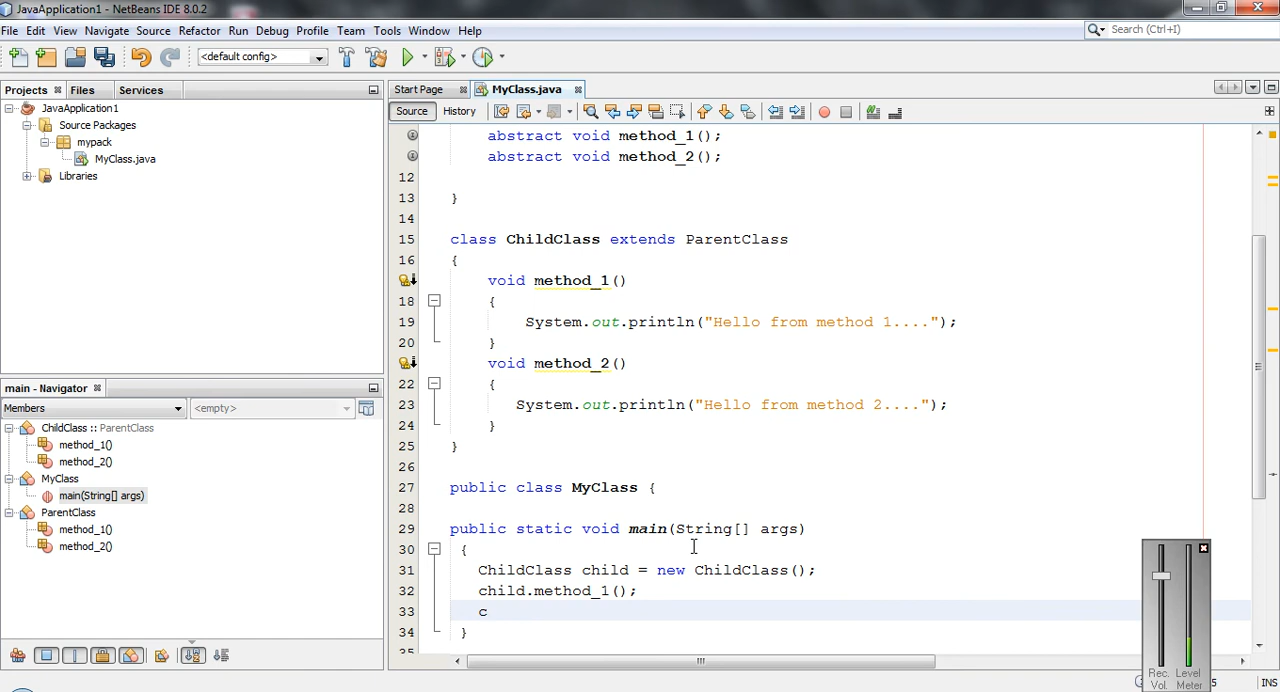 JavaApplication1 - NetBeans IDE 8.0.2
File Edit View Navigate Source Refactor Run Debug Profile Team Tools Window Help
Search (Ctrl+I)
<default config>
Projects Files Services
Start Page MyClass.java
JavaApplication1
Source Packages
mypack
MyClass.java
Libraries
Source History
abstract void method_1();
abstract void method_2();
12
13 }
14
15 class ChildClass extends ParentClass
16 {
void method_1()
18 {
19 System.out.println("Hello from method 1....");
20 }
void method_2()
22 {
23 System.out.println("Hello from method 2....");
24 }
25 }
26
27 public class MyClass {
28
29 public static void main(String[] args)
30 {
31 ChildClass child = new ChildClass();
32 child.method_1();
33 c
34 }
35
main - Navigator
Members <empty>
ChildClass :: ParentClass
method_1()
method_2()
MyClass
main(String[] args)
ParentClass
method_1()
method_2()
Rec. Level
Vol. Meter
5 INS